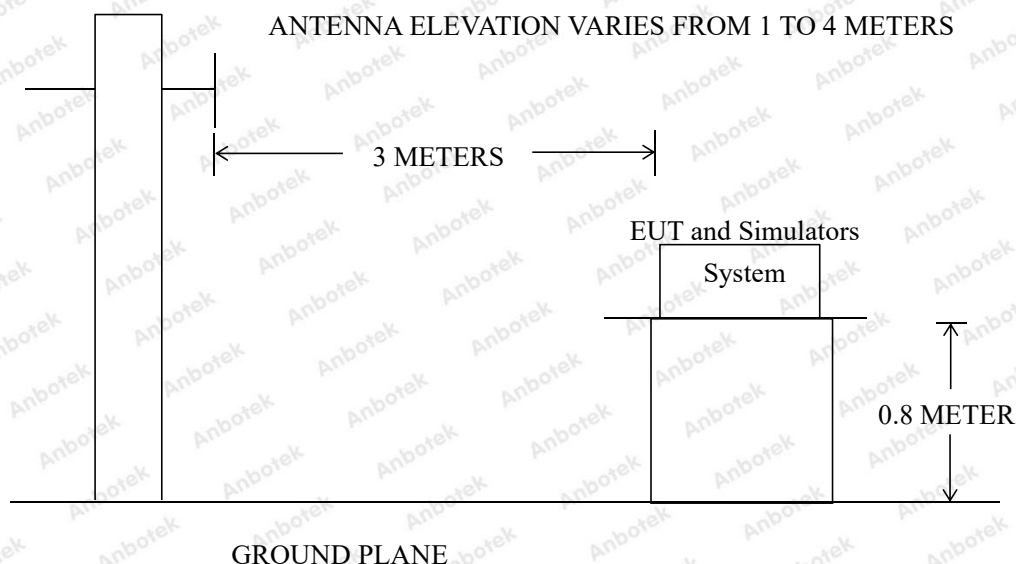 ANTENNA ELEVATION VARIES FROM 1 TO 4 METERS
3 METERS
EUT and Simulators
System
0.8 METER
GROUND PLANE
Anbotek